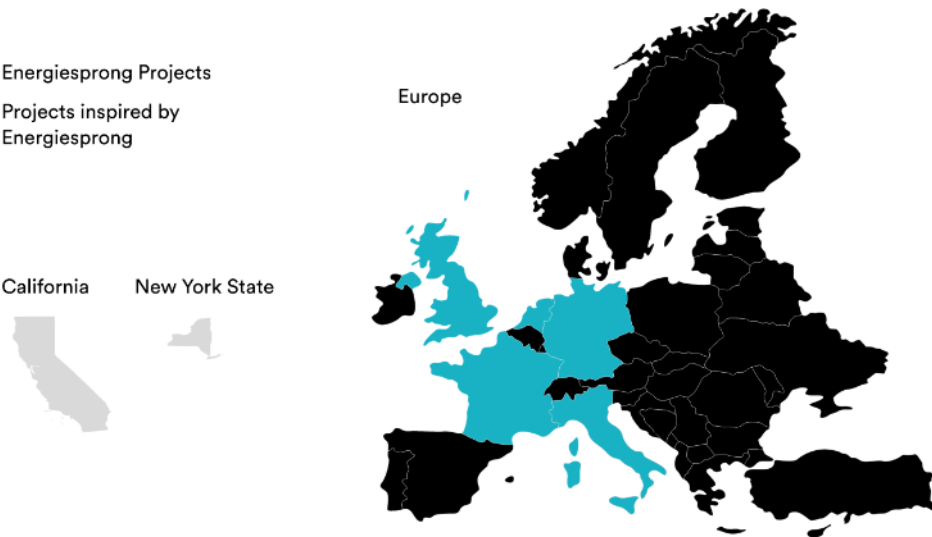 Energiesprong Projects
Projects inspired by
Energiesprong
Europe
California
New York State